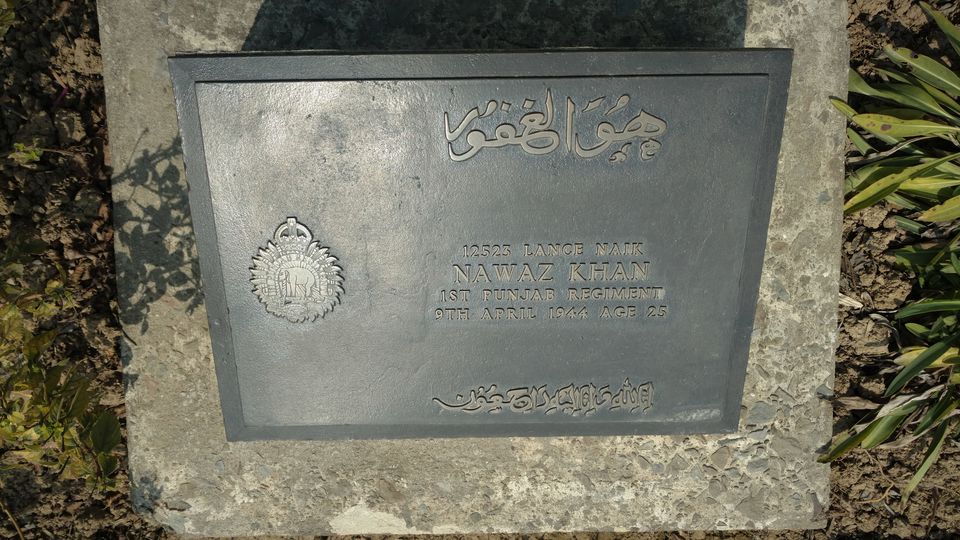 هُوَ الغفور
12523 LANCE NAIK
NAWAZ KHAN
1ST PUNJAB REGIMENT
9TH APRIL 1944 AGE 25
انا لله وانا اليه راجعون